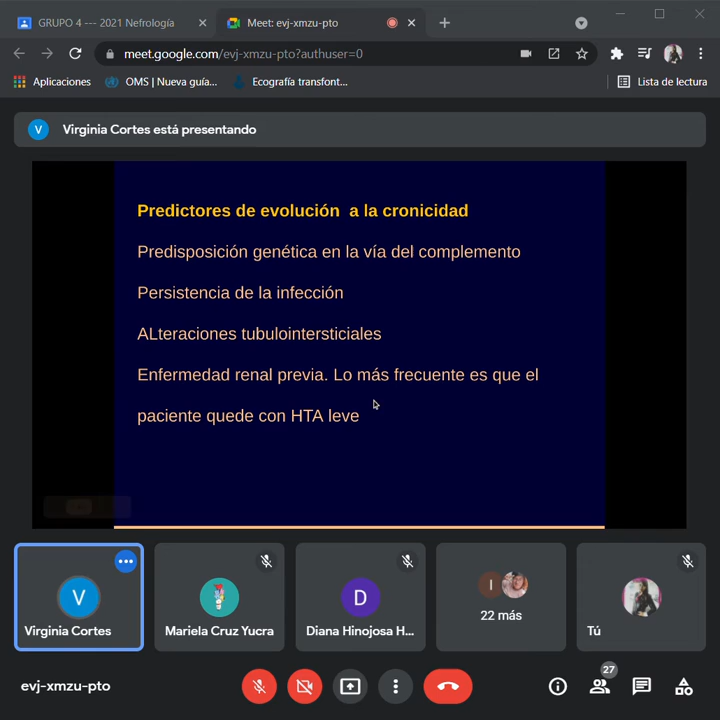 GRUPO 4 --- 2021 Nefrología
Meet: evj-xmzu-pto
meet.google.com/evj-xmzu-pto?authuser=0
Aplicaciones
OMS | Nueva guía...
Ecografía transfont...
Lista de lectura
V
Virginia Cortes está presentando
Predictores de evolución a la cronicidad
Predisposición genética en la vía del complemento
Persistencia de la infección
ALteraciones tubulointersticiales
Enfermedad renal previa. Lo más frecuente es que el
paciente quede con HTA leve
V
Virginia Cortes
Mariela Cruz Yucra
D
Diana Hinojosa H...
I
22 más
Tú
evj-xmzu-pto
27